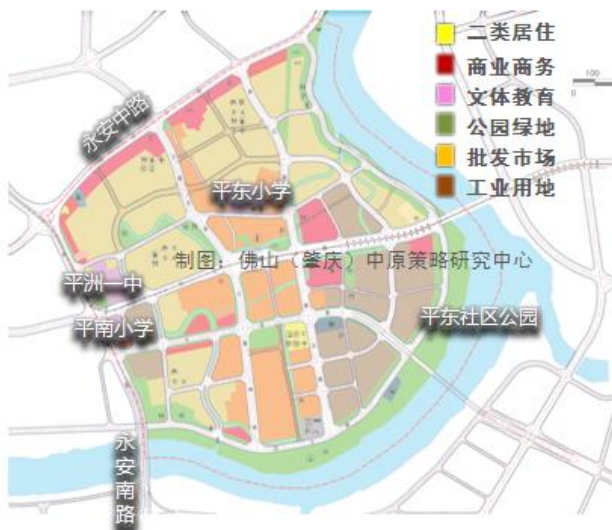 二类居住
商业商务
文体教育
公园绿地
批发市场
工业用地
100
0
永安中路
平东小学
制图：佛山（肇庆）中原策略研究中心
平洲一中
平南小学
平东社区公园
永安南路